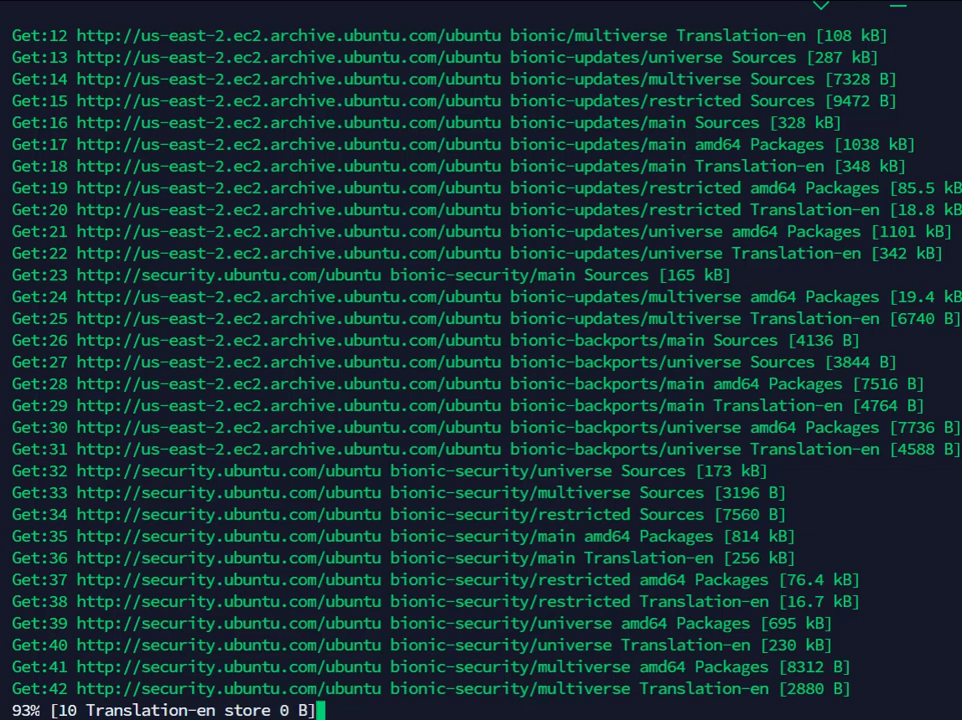 Get:12 http://us-east-2.ec2.archive.ubuntu.com/ubuntu bionic/multiverse Translation-en [108 kB]
Get:13 http://us-east-2.ec2.archive.ubuntu.com/ubuntu bionic-updates/universe Sources [287 kB]
Get:14 http://us-east-2.ec2.archive.ubuntu.com/ubuntu bionic-updates/multiverse Sources [7328 B]
Get:15 http://us-east-2.ec2.archive.ubuntu.com/ubuntu bionic-updates/restricted Sources [9472 B]
Get:16 http://us-east-2.ec2.archive.ubuntu.com/ubuntu bionic-updates/main Sources [328 kB]
Get:17 http://us-east-2.ec2.archive.ubuntu.com/ubuntu bionic-updates/main amd64 Packages [1038 kB]
Get:18 http://us-east-2.ec2.archive.ubuntu.com/ubuntu bionic-updates/main Translation-en [348 kB]
Get:19 http://us-east-2.ec2.archive.ubuntu.com/ubuntu bionic-updates/restricted amd64 Packages [85.5 kB
Get:20 http://us-east-2.ec2.archive.ubuntu.com/ubuntu bionic-updates/restricted Translation-en [18.8 kB
Get:21 http://us-east-2.ec2.archive.ubuntu.com/ubuntu bionic-updates/universe amd64 Packages [1101 kB]
Get:22 http://us-east-2.ec2.archive.ubuntu.com/ubuntu bionic-updates/universe Translation-en [342 kB]
Get:23 http://security.ubuntu.com/ubuntu bionic-security/main Sources [165 kB]
Get:24 http://us-east-2.ec2.archive.ubuntu.com/ubuntu bionic-updates/multiverse amd64 Packages [19.4 kB
Get:25 http://us-east-2.ec2.archive.ubuntu.com/ubuntu bionic-updates/multiverse Translation-en [6740 B]
Get:26 http://us-east-2.ec2.archive.ubuntu.com/ubuntu bionic-backports/main Sources [4136 B]
Get:27 http://us-east-2.ec2.archive.ubuntu.com/ubuntu bionic-backports/universe Sources [3844 B]
Get:28 http://us-east-2.ec2.archive.ubuntu.com/ubuntu bionic-backports/main amd64 Packages [7516 B]
Get:29 http://us-east-2.ec2.archive.ubuntu.com/ubuntu bionic-backports/main Translation-en [4764 B]
Get:30 http://us-east-2.ec2.archive.ubuntu.com/ubuntu bionic-backports/universe amd64 Packages [7736 B]
Get:31 http://us-east-2.ec2.archive.ubuntu.com/ubuntu bionic-backports/universe Translation-en [4588 B]
Get:32 http://security.ubuntu.com/ubuntu bionic-security/universe Sources [173 kB]
Get:33 http://security.ubuntu.com/ubuntu bionic-security/multiverse Sources [3196 B]
Get:34 http://security.ubuntu.com/ubuntu bionic-security/restricted Sources [7560 B]
Get:35 http://security.ubuntu.com/ubuntu bionic-security/main amd64 Packages [814 kB]
Get:36 http://security.ubuntu.com/ubuntu bionic-security/main Translation-en [256 kB]
Get:37 http://security.ubuntu.com/ubuntu bionic-security/restricted amd64 Packages [76.4 kB]
Get:38 http://security.ubuntu.com/ubuntu bionic-security/restricted Translation-en [16.7 kB]
Get:39 http://security.ubuntu.com/ubuntu bionic-security/universe amd64 Packages [695 kB]
Get:40 http://security.ubuntu.com/ubuntu bionic-security/universe Translation-en [230 kB]
Get:41 http://security.ubuntu.com/ubuntu bionic-security/multiverse amd64 Packages [8312 B]
Get:42 http://security.ubuntu.com/ubuntu bionic-security/multiverse Translation-en [2880 B]
93% [10 Translation-en store 0 B]